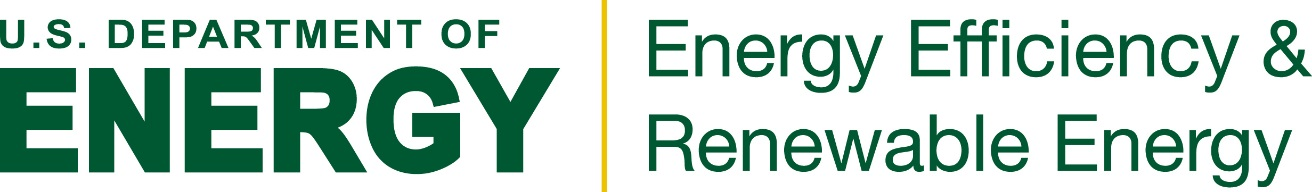 U.S. DEPARTMENT OF
ENERGY
Energy Efficiency &
Renewable Energy